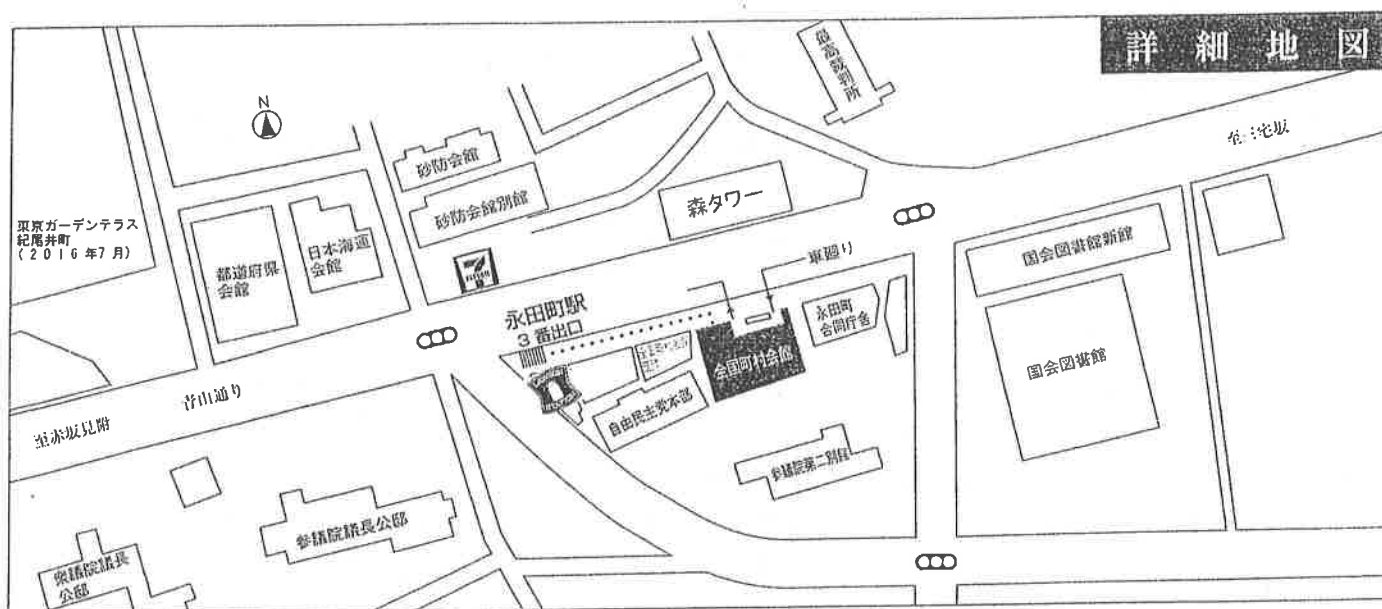 詳細地図
N
最高裁判所
至三宅坂
砂防会館
砂防会館別館
森タワー
東京ガーデンテラス
紀尾井町
(2016年7月)
都道府県
会館
日本海運
会館
7
ELEVEN
車廻り
国会図書館新館
永田町駅
3番出口
永田町
合同庁舎
全国町村会館
国会図書館
自由民主党本部
青山通り
至赤坂見附
参議院第二別館
参議院議長公邸
衆議院議長
公邸